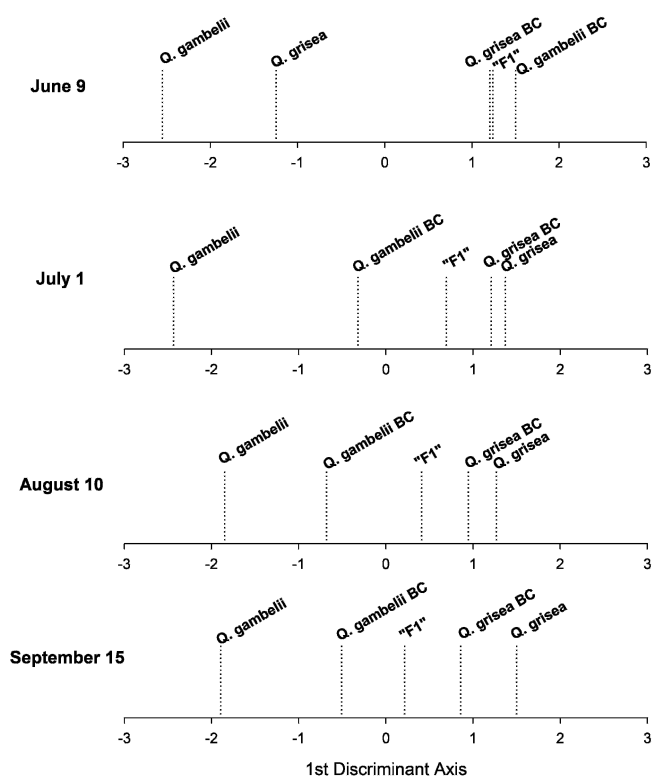 Q. gambelii
Q. grisea
Q. grisea BC
"F1"
Q. gambelii BC
June 9
-3 -2 -1 0 1 2 3
Q. gambelii
Q. gambelii BC
"F1"
Q. grisea BC
Q. grisea
July 1
-3 -2 -1 0 1 2 3
Q. gambelii
Q. gambelii BC
"F1"
Q. grisea BC
Q. grisea
August 10
-3 -2 -1 0 1 2 3
Q. gambelii
Q. gambelii BC
"F1"
Q. grisea BC
Q. grisea
September 15
-3 -2 -1 0 1 2 3
1st Discriminant Axis